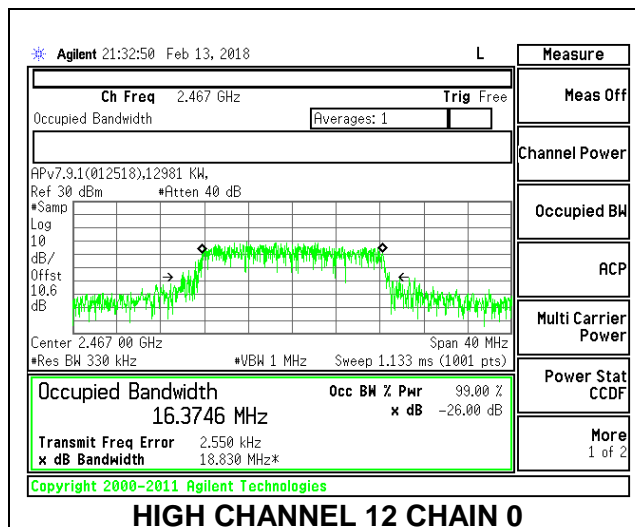 Agilent 21:32:50 Feb 13, 2018 L
Measure
Ch Freq 2.467 GHz Trig Free
Occupied Bandwidth Averages: 1
Meas Off
Channel Power
Occupied BW
ACP
Multi Carrier
Power
Power Stat
CCDF
More
1 of 2
APv7.9.1(012518),12981 KW,
Ref 30 dBm #Atten 40 dB
#Samp
Log
10
dB/
Offst
10.6
dB
Center 2.467 00 GHz Span 40 MHz
#Res BW 330 kHz #VBW 1 MHz Sweep 1.133 ms (1001 pts)
Occupied Bandwidth Occ BW % Pwr 99.00 %
16.3746 MHz x dB -26.00 dB
Transmit Freq Error 2.550 kHz
x dB Bandwidth 18.830 MHz*
Copyright 2000-2011 Agilent Technologies
HIGH CHANNEL 12 CHAIN 0